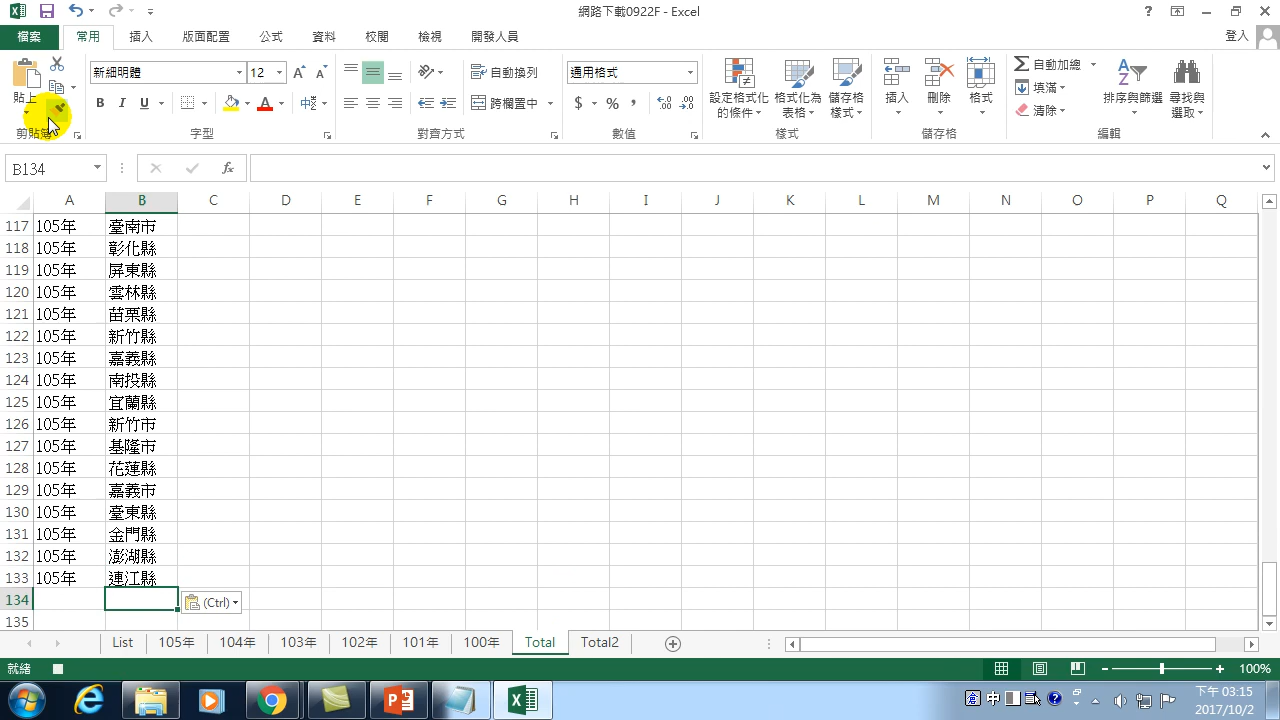 網路下載0922F - Excel
?
檔案 常用 插入 版面配置 公式 資料 校閱 檢視 開發人員 登入
貼上 新細明體 12 自動換列 通用格式 設定格式化的條件 格式化為表格 儲存格樣式 插入 刪除 格式 自動加總 填滿 清除 排序與篩選 尋找與選取
B I U A 中 跨欄置中 $ % ,
剪貼簿 字型 對齊方式 數值 樣式 儲存格 編輯
B134 fx
A B C D E F G H I J K L M N O P Q
117 105年 臺南市
118 105年 彰化縣
119 105年 屏東縣
120 105年 雲林縣
121 105年 苗栗縣
122 105年 新竹縣
123 105年 嘉義縣
124 105年 南投縣
125 105年 宜蘭縣
126 105年 新竹市
127 105年 基隆市
128 105年 花蓮縣
129 105年 嘉義市
130 105年 臺東縣
131 105年 金門縣
132 105年 澎湖縣
133 105年 連江縣
134 (Ctrl)
135
List 105年 104年 103年 102年 101年 100年 Total Total2
就緒 100%
中 下午 03:15
2017/10/2